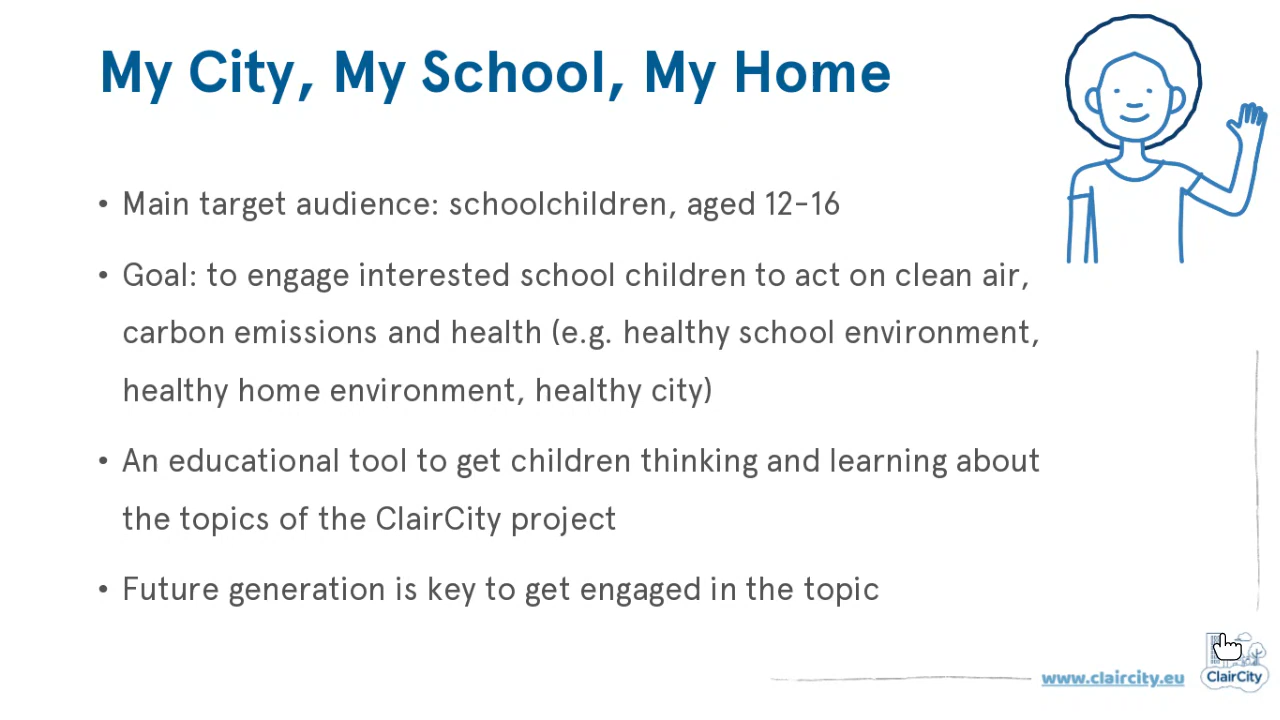 My City, My School, My Home
• Main target audience: schoolchildren, aged 12-16
• Goal: to engage interested school children to act on clean air,
carbon emissions and health (e.g. healthy school environment,
healthy home environment, healthy city)
• An educational tool to get children thinking and learning about
the topics of the ClairCity project
• Future generation is key to get engaged in the topic
www.claircity.eu
ClairCity